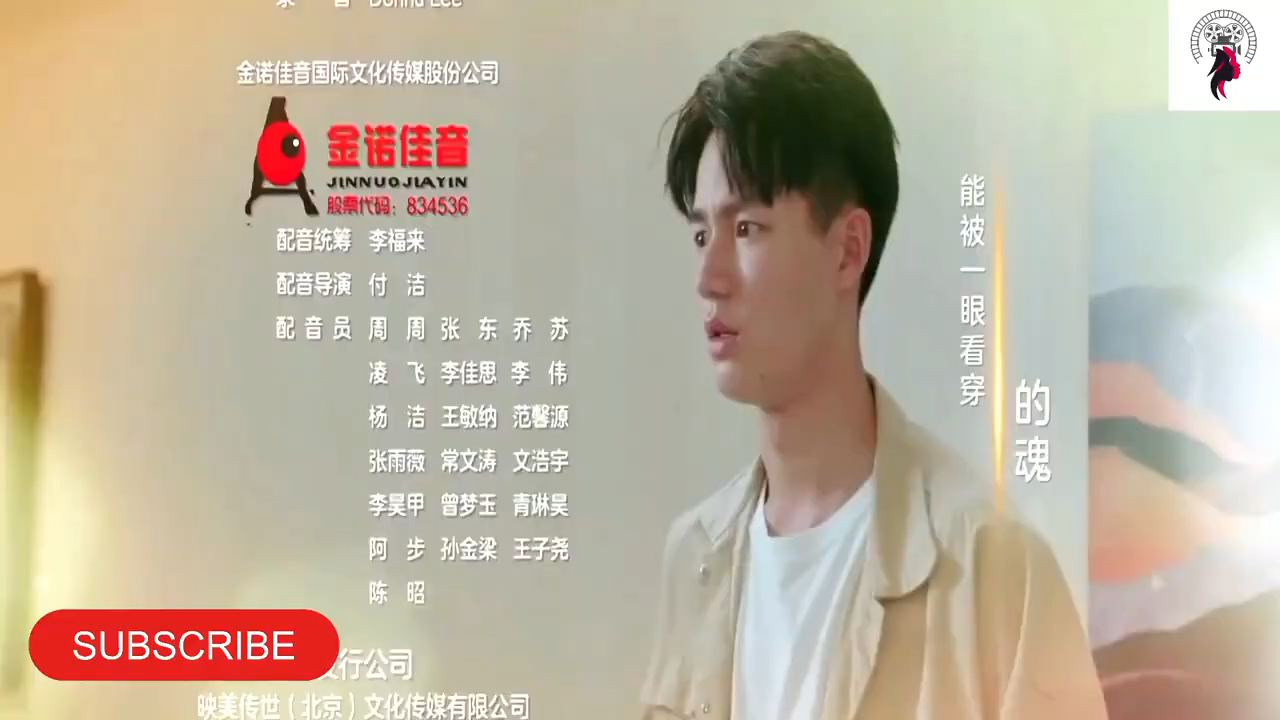 录 音 Donna Lee
金诺佳音国际文化传媒股份公司
金诺佳音
JINNUOJIAYIN
股票代码：834536
配音统筹 李福来
配音导演 付 洁
配音员 周 周 张 东 乔 苏
凌 飞 李佳思 李 伟
杨 洁 王敏纳 范馨源
张雨薇 常文涛 文浩宇
李昊甲 曾梦玉 青琳昊
阿 步 孙金梁 王子尧
陈 昭
行公司
映美传世（北京）文化传媒有限公司
SUBSCRIBE
能被一眼看穿
的魂